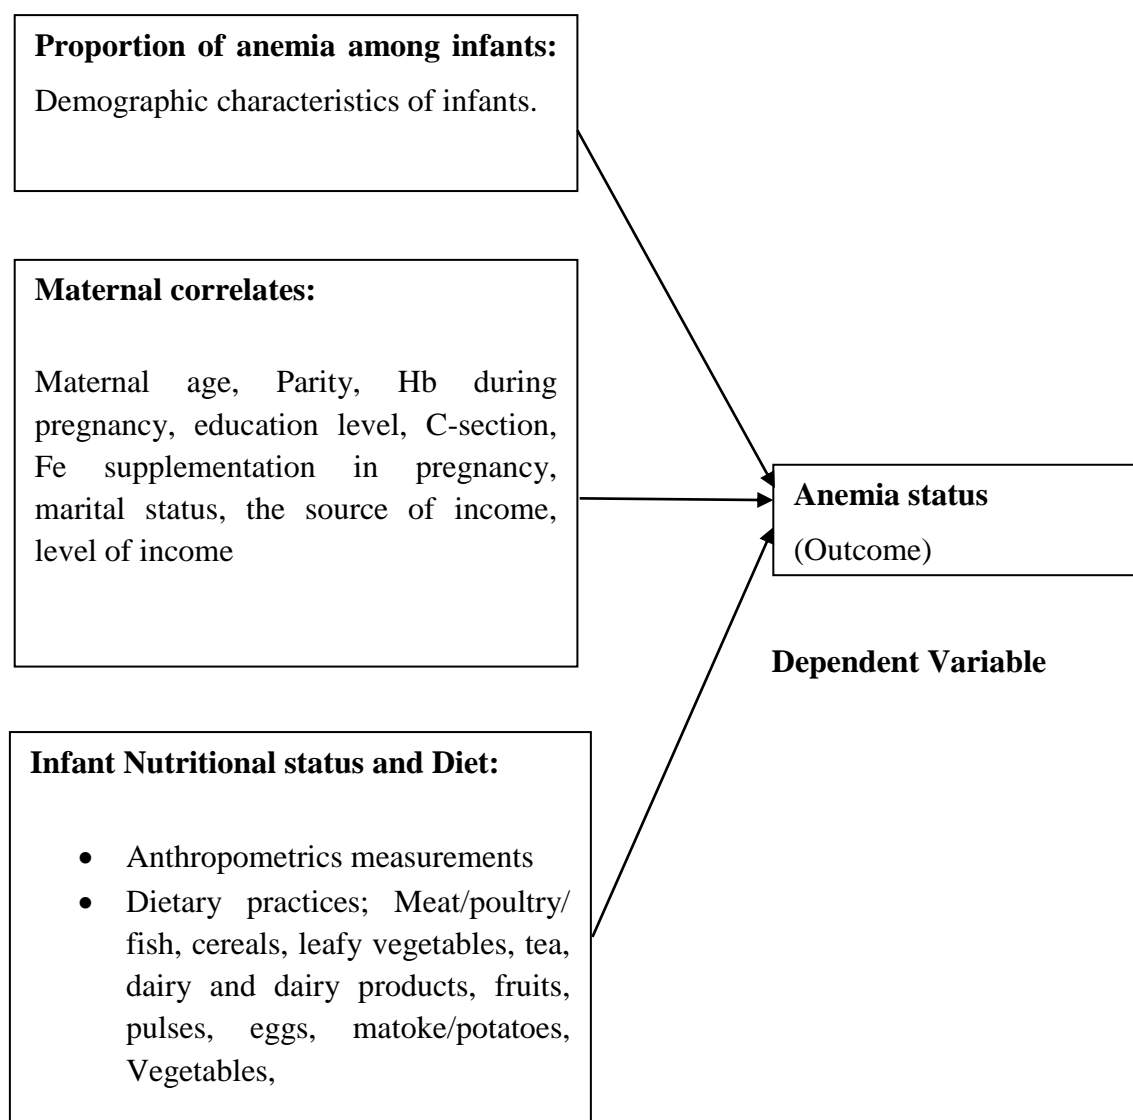 Proportion of anemia among infants:
Demographic characteristics of infants.
Maternal correlates:
Maternal age, Parity, Hb during
pregnancy, education level, C-section,
Fe supplementation in pregnancy,
marital status, the source of income,
level of income
Anemia status
(Outcome)
Dependent Variable
Infant Nutritional status and Diet:
• Anthropometrics measurements
• Dietary practices; Meat/poultry/
fish, cereals, leafy vegetables, tea,
dairy and dairy products, fruits,
pulses, eggs, matoke/potatoes,
Vegetables,